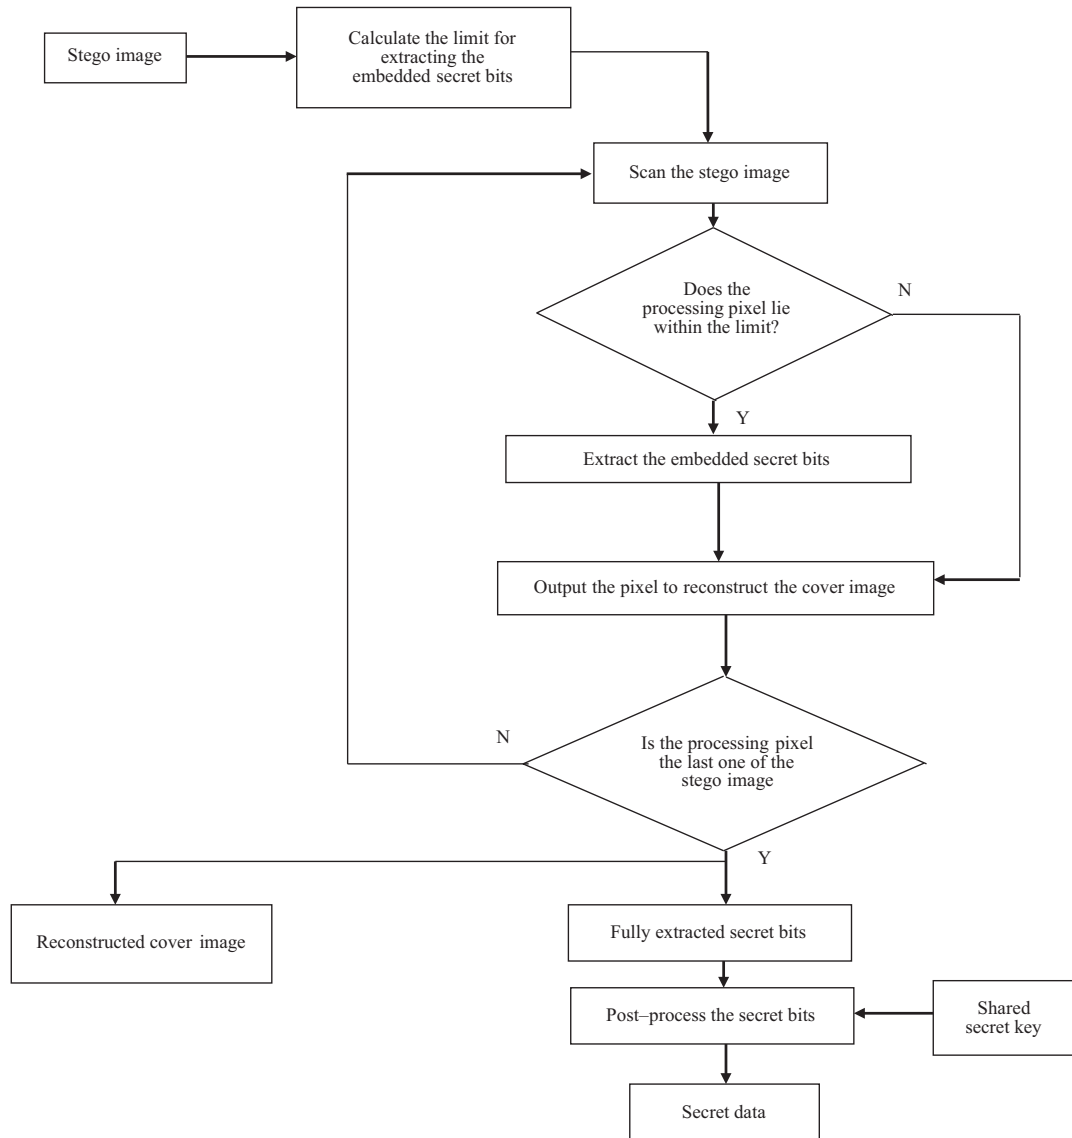 Stego image
Calculate the limit for
extracting the
embedded secret bits
Scan the stego image
Does the
processing pixel lie
within the limit?
N
Y
Extract the embedded secret bits
Output the pixel to reconstruct the cover image
N
Is the processing pixel
the last one of the
stego image
Y
Reconstructed cover image
Fully extracted secret bits
Post–process the secret bits
Shared
secret key
Secret data